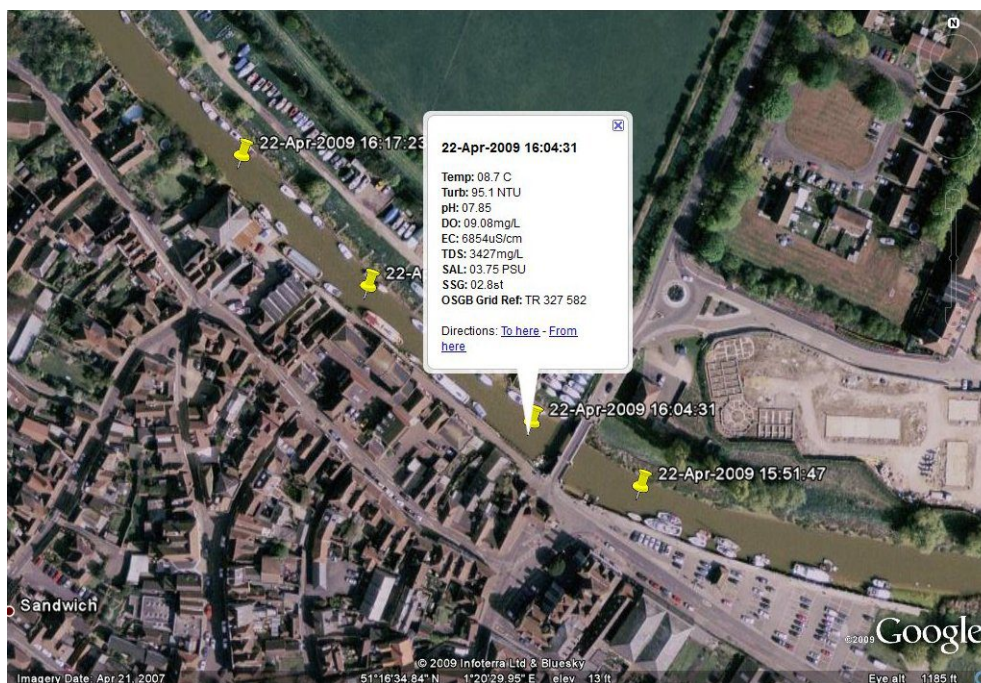 N
22-Apr-2009 16:17:23
22-A
22-Apr-2009 16:04:31
Temp: 08.7 C
Turb: 95.1 NTU
pH: 07.85
DO: 09.08mg/L
EC: 6854uS/cm
TDS: 3427mg/L
SAL: 03.75 PSU
SSG: 02.8st
OSGB Grid Ref: TR 327 582
Directions: To here - From
here
22-Apr-2009 16:04:31
22-Apr-2009 15:51:47
Sandwich
©2009 Google
© 2009 Infoterra Ltd & Bluesky
Imagery Date: Apr 21, 2007 51°16'34.84" N 1°20'29.95" E elev 13 ft Eye alt 1185 ft